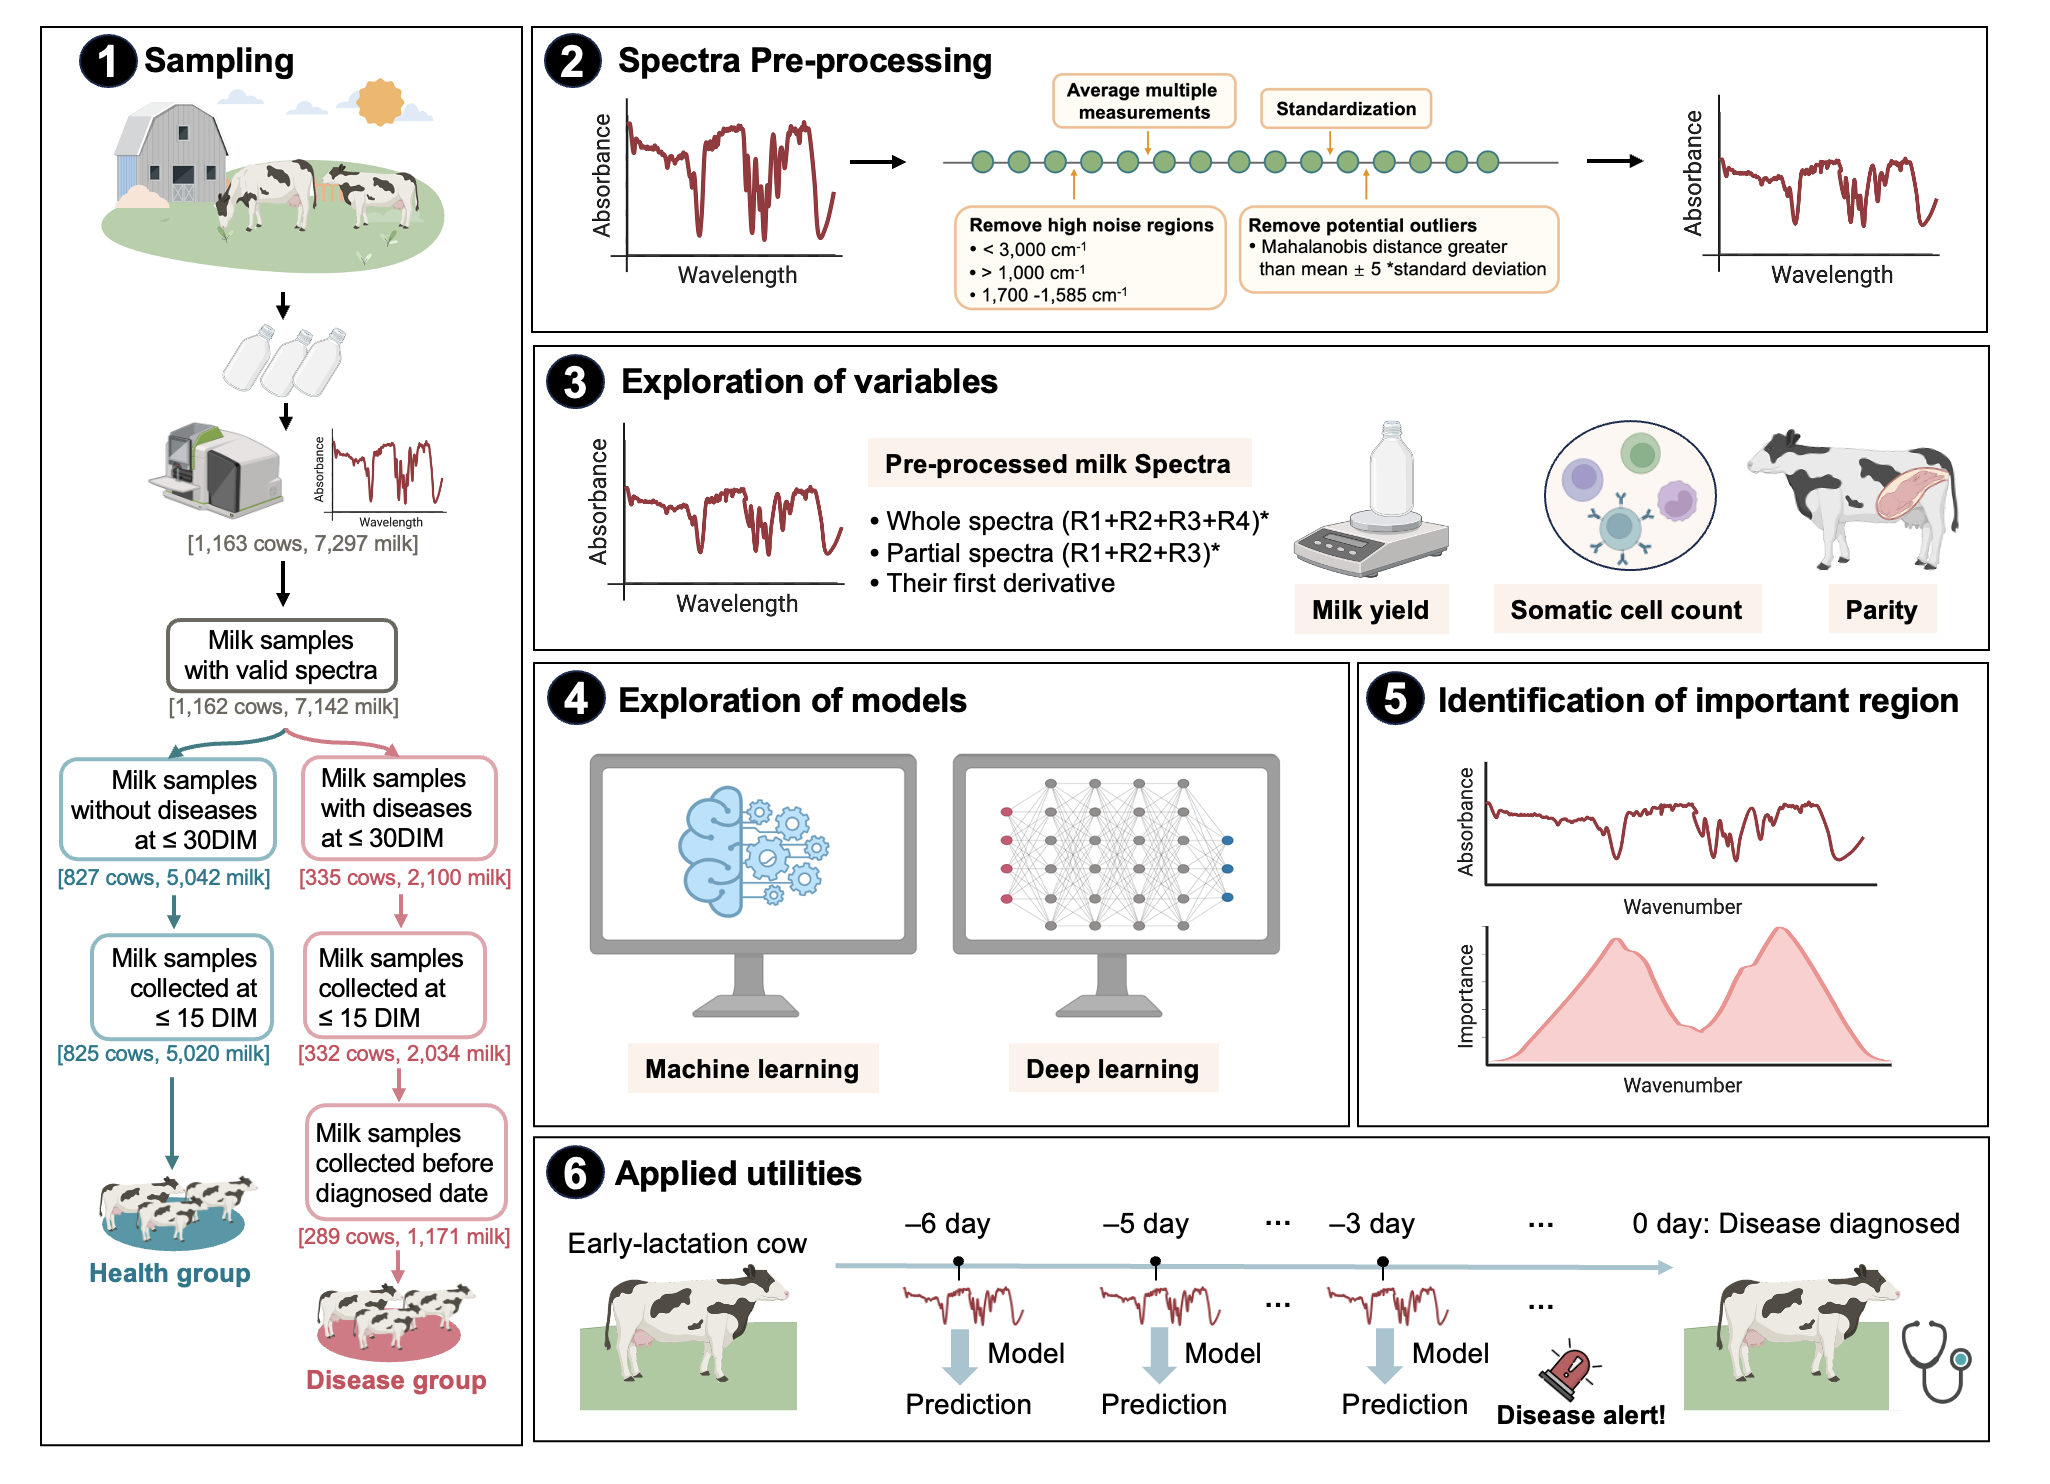 1 Sampling
Absorbance
Wavelength
[1,163 cows, 7,297 milk]
Milk samples
with valid spectra
[1,162 cows, 7,142 milk]
Milk samples
without diseases
at ≤ 30DIM
[827 cows, 5,042 milk]
Milk samples
with diseases
at ≤ 30DIM
[335 cows, 2,100 milk]
Milk samples
collected at
≤ 15 DIM
[825 cows, 5,020 milk]
Milk samples
collected at
≤ 15 DIM
[332 cows, 2,034 milk]
Milk samples
collected before
diagnosed date
[289 cows, 1,171 milk]
Health group
Disease group
2 Spectra Pre-processing
Absorbance
Wavelength
Average multiple
measurements
Standardization
Remove high noise regions
• < 3,000 cm-1
• > 1,000 cm-1
• 1,700 -1,585 cm-1
Remove potential outliers
• Mahalanobis distance greater
than mean ± 5 *standard deviation
Absorbance
Wavelength
3 Exploration of variables
Absorbance
Wavelength
Pre-processed milk Spectra
• Whole spectra (R1+R2+R3+R4)*
• Partial spectra (R1+R2+R3)*
• Their first derivative
Milk yield
Somatic cell count
Parity
4 Exploration of models
Machine learning
Deep learning
5 Identification of important region
Absorbance
Wavenumber
Importance
Wavenumber
6 Applied utilities
Early-lactation cow
–6 day
–5 day
...
–3 day
...
0 day: Disease diagnosed
...
...
Model
Model
Model
Prediction
Prediction
Prediction
Disease alert!